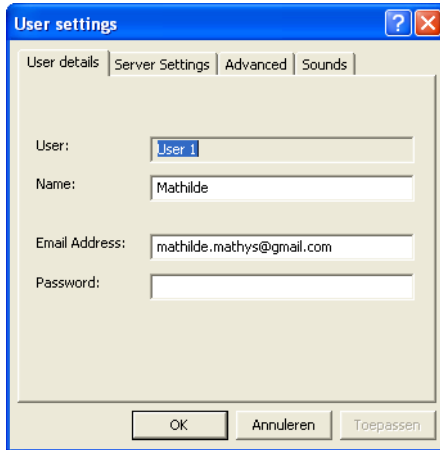 User settings
User details Server Settings Advanced Sounds
User: User 1
Name: Mathilde
Email Address: mathilde.mathys@gmail.com
Password:
OK Annuleren Toepassen